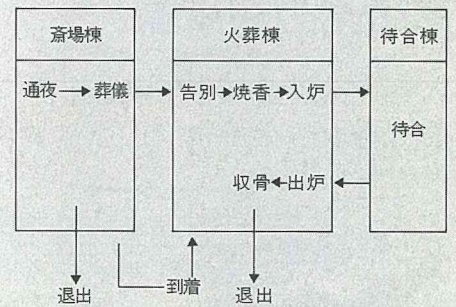 斎場棟
火葬棟
待合棟
通夜→葬儀→告別→焼香→入炉→
待合
収骨←出炉←
退出
到着
退出